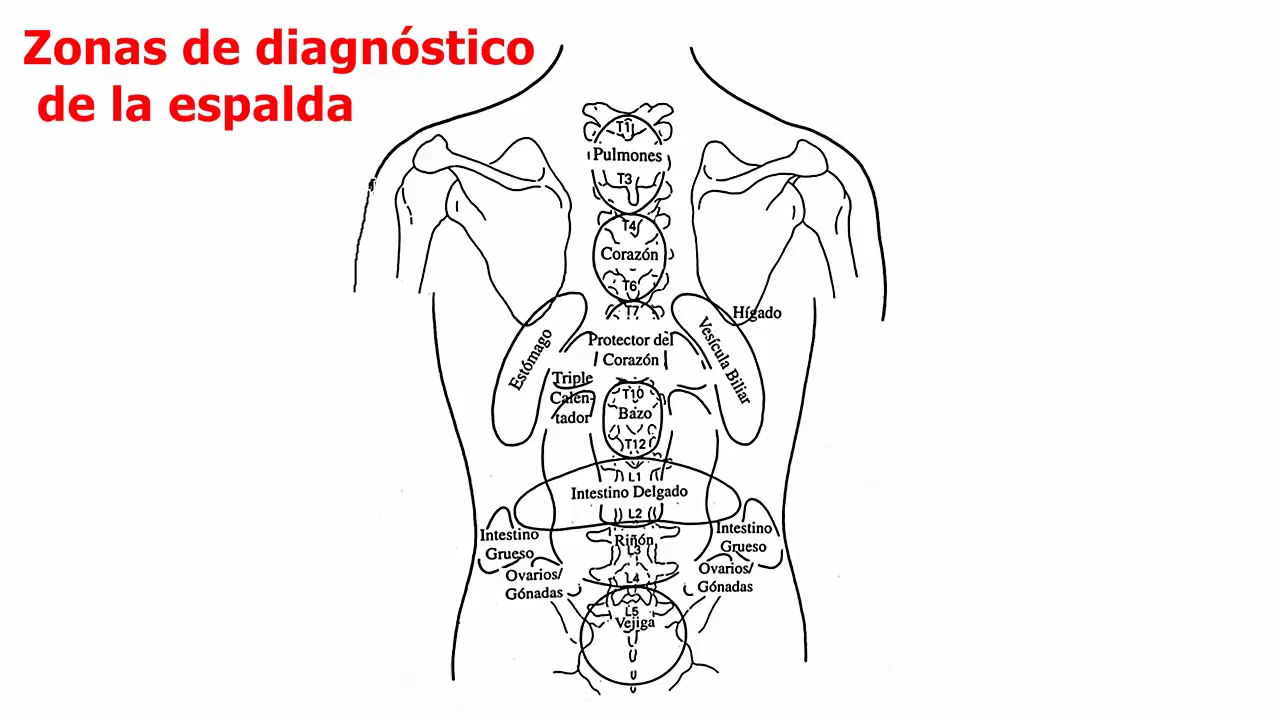 Zonas de diagnóstico
de la espalda
T1
Pulmones
T3
T4
Corazón
T6
T7
Hígado
Protector del
Corazón
Estómago
Vesícula Biliar
Triple
Calen-
tador
T10
Bazo
T12
L1
Intestino Delgado
L2
Intestino
Grueso
Riñón
L3
Intestino
Grueso
Ovarios/
Gónadas
L4
Ovarios/
Gónadas
L5
Vejiga